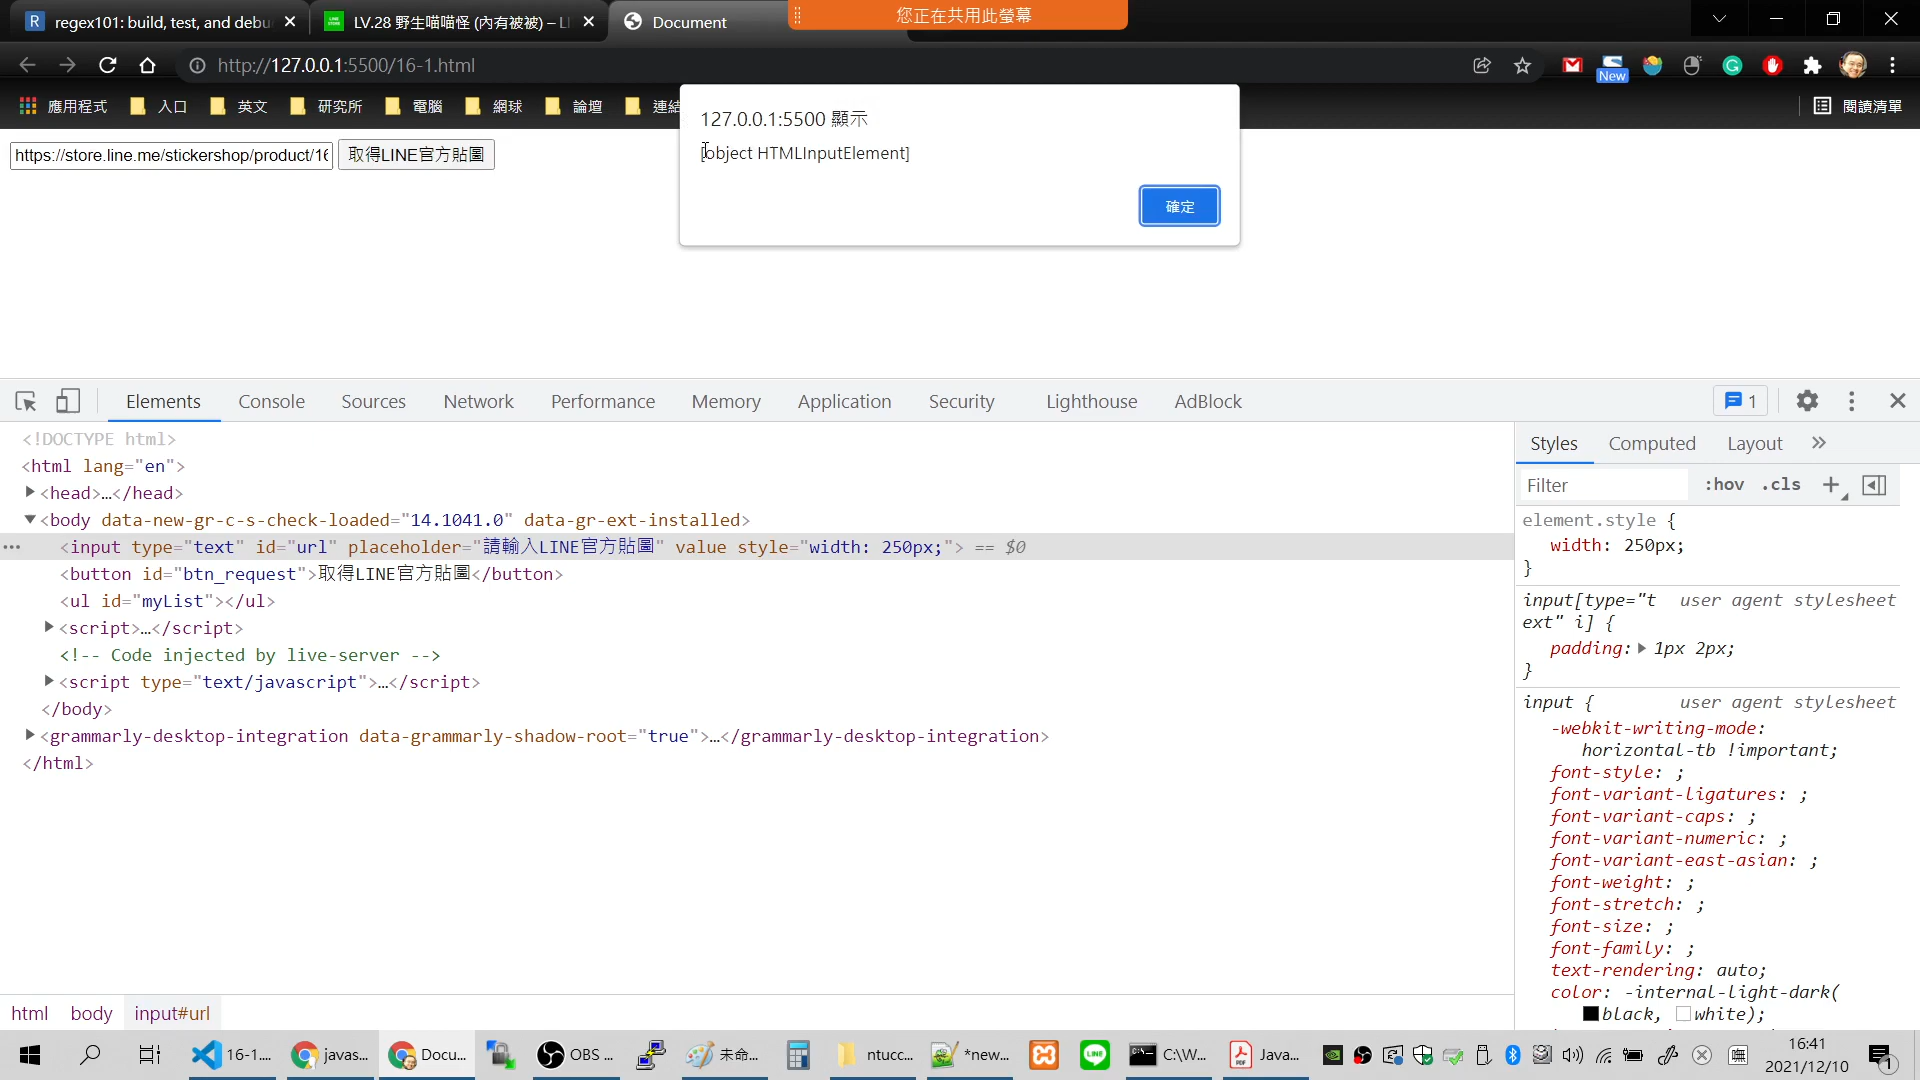 regex101: build, test, and debu
LV.28 野生喵喵怪 (內有被被) – LI
Document
您正在共用此螢幕
http://127.0.0.1:5500/16-1.html
New
應用程式
入口
英文
研究所
電腦
網球
論壇
連結
閱讀清單
https://store.line.me/stickershop/product/16
取得LINE官方貼圖
127.0.0.1:5500 顯示
[object HTMLInputElement]
確定
Elements
Console
Sources
Network
Performance
Memory
Application
Security
Lighthouse
AdBlock
1
<!DOCTYPE html>
<html lang="en">
<head>…</head>
<body data-new-gr-c-s-check-loaded="14.1041.0" data-gr-ext-installed>
<input type="text" id="url" placeholder="請輸入LINE官方貼圖" value style="width: 250px;"> == $0
<button id="btn_request">取得LINE官方貼圖</button>
<ul id="myList"></ul>
<script>…</script>
<!-- Code injected by live-server -->
<script type="text/javascript">…</script>
</body>
<grammarly-desktop-integration data-grammarly-shadow-root="true">…</grammarly-desktop-integration>
</html>
Styles
Computed
Layout
Filter
:hov
.cls
element.style {
width: 250px;
}
input[type="t user agent stylesheet
ext" i] {
padding: 1px 2px;
}
input { user agent stylesheet
-webkit-writing-mode:
horizontal-tb !important;
font-style: ;
font-variant-ligatures: ;
font-variant-caps: ;
font-variant-numeric: ;
font-variant-east-asian: ;
font-weight: ;
font-stretch: ;
font-size: ;
font-family: ;
text-rendering: auto;
color: -internal-light-dark(
black, white);
html
body
input#url
16-1....
javas...
Docu...
OBS ...
未命...
ntucc...
*new...
C:\W...
Java...
16:41
2021/12/10
1